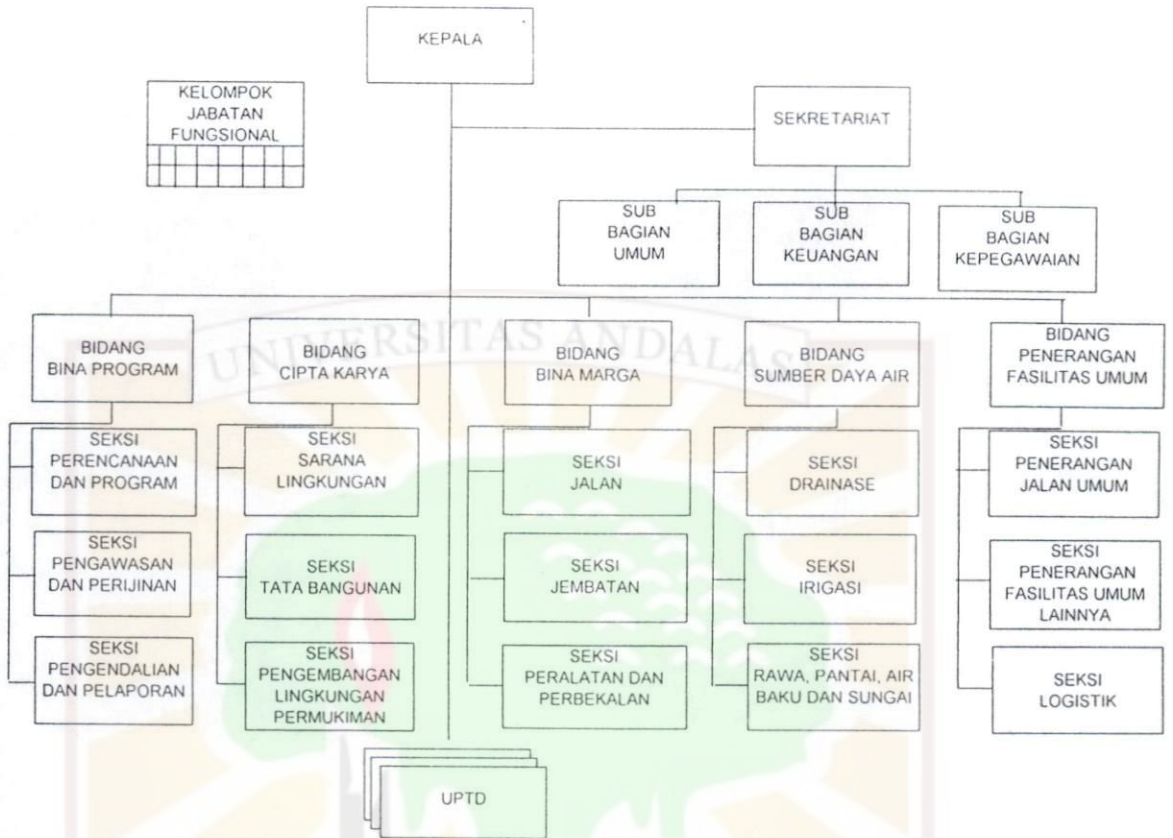 KEPALA
KELOMPOK
JABATAN
FUNGSIONAL
SEKRETARIAT
SUB
BAGIAN
UMUM
SUB
BAGIAN
KEUANGAN
SUB
BAGIAN
KEPEGAWAIAN
UNIVERSITAS ANDALAS
BIDANG
BINA PROGRAM
BIDANG
CIPTA KARYA
BIDANG
BINA MARGA
BIDANG
SUMBER DAYA AIR
BIDANG
PENERANGAN
FASILITAS UMUM
SEKSI
PERENCANAAN
DAN PROGRAM
SEKSI
SARANA
LINGKUNGAN
SEKSI
JALAN
SEKSI
DRAINASE
SEKSI
PENERANGAN
JALAN UMUM
SEKSI
PENGAWASAN
DAN PERIJINAN
SEKSI
TATA BANGUNAN
SEKSI
JEMBATAN
SEKSI
IRIGASI
SEKSI
PENERANGAN
FASILITAS UMUM
LAINNYA
SEKSI
PENGENDALIAN
DAN PELAPORAN
SEKSI
PENGEMBANGAN
LINGKUNGAN
PERMUKIMAN
SEKSI
PERALATAN DAN
PERBEKALAN
SEKSI
RAWA, PANTAI, AIR
BAKU DAN SUNGAI
SEKSI
LOGISTIK
UPTD